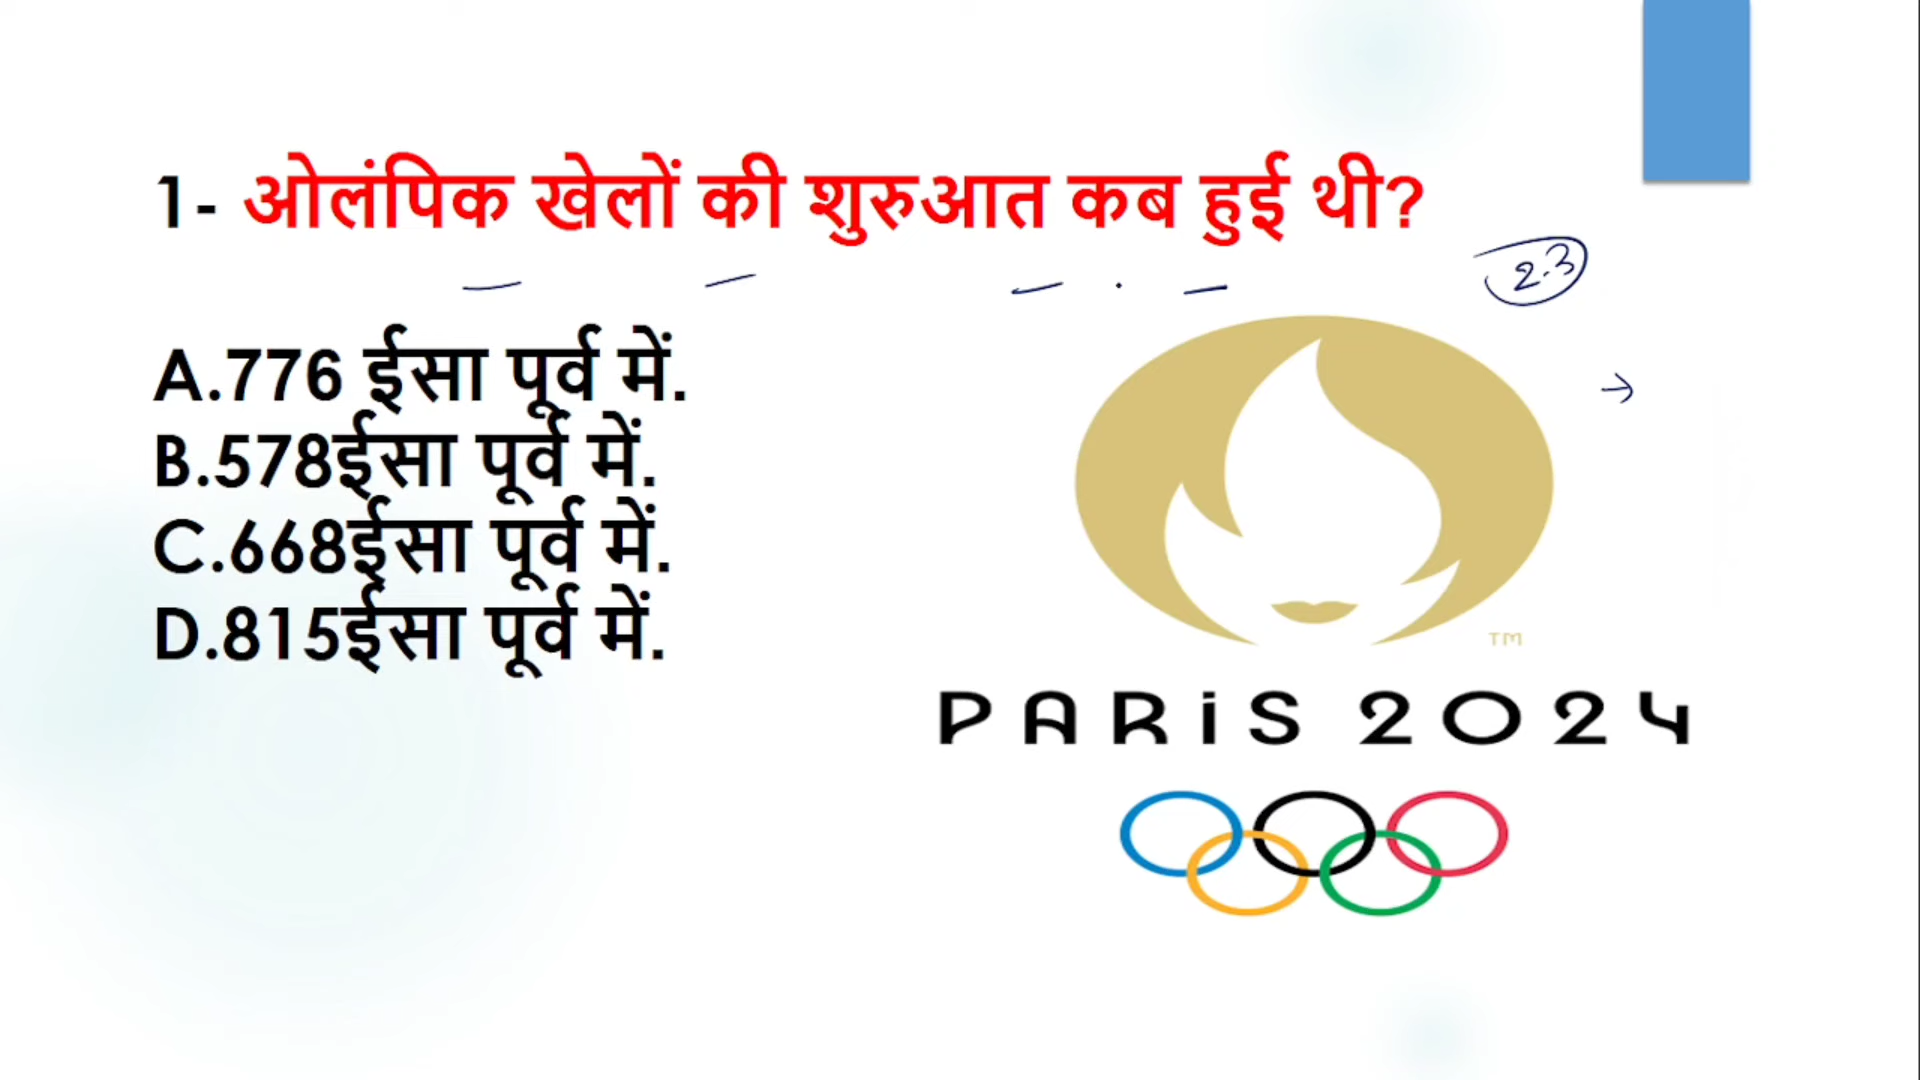 1- ओलंपिक खेलों की शुरुआत कब हुई थी?
2.3
A.776 ईसा पूर्व में.
B.578ईसा पूर्व में.
C.668ईसा पूर्व में.
D.815ईसा पूर्व में.
TM
PARiS 2024